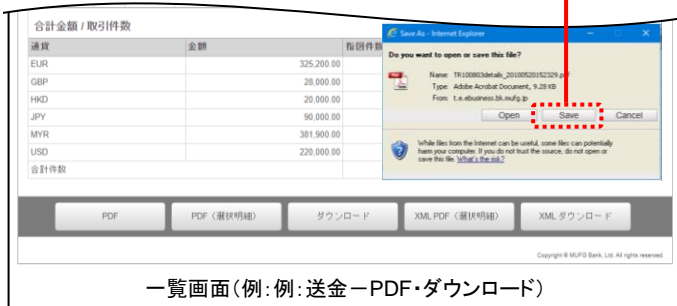 合計金額 / 取引件数
通貨 金額 指図件数
EUR 325,200.00
GBP 28,000.00
HKD 20,000.00
JPY 90,000.00
MYR 381,900.00
USD 220,000.00
合計件数
Save As - Internet Explorer
Do you want to open or save this file?
Name: TR100803details_20100520152329.pdf
Type: Adobe Acrobat Document, 9.28 KB
From: t.e.ebusiness.bk.mufg.jp
Open Save Cancel
While files from the Internet can be useful, some files can potentially
harm your computer. If you do not trust the source, do not open or
save this file. What's the risk?
PDF PDF（選択明細） ダウンロード XML PDF（選択明細） XML ダウンロード
Copyright © MUFG Bank, Ltd. All rights reserved.
一覧画面（例：例：送金－PDF・ダウンロード）